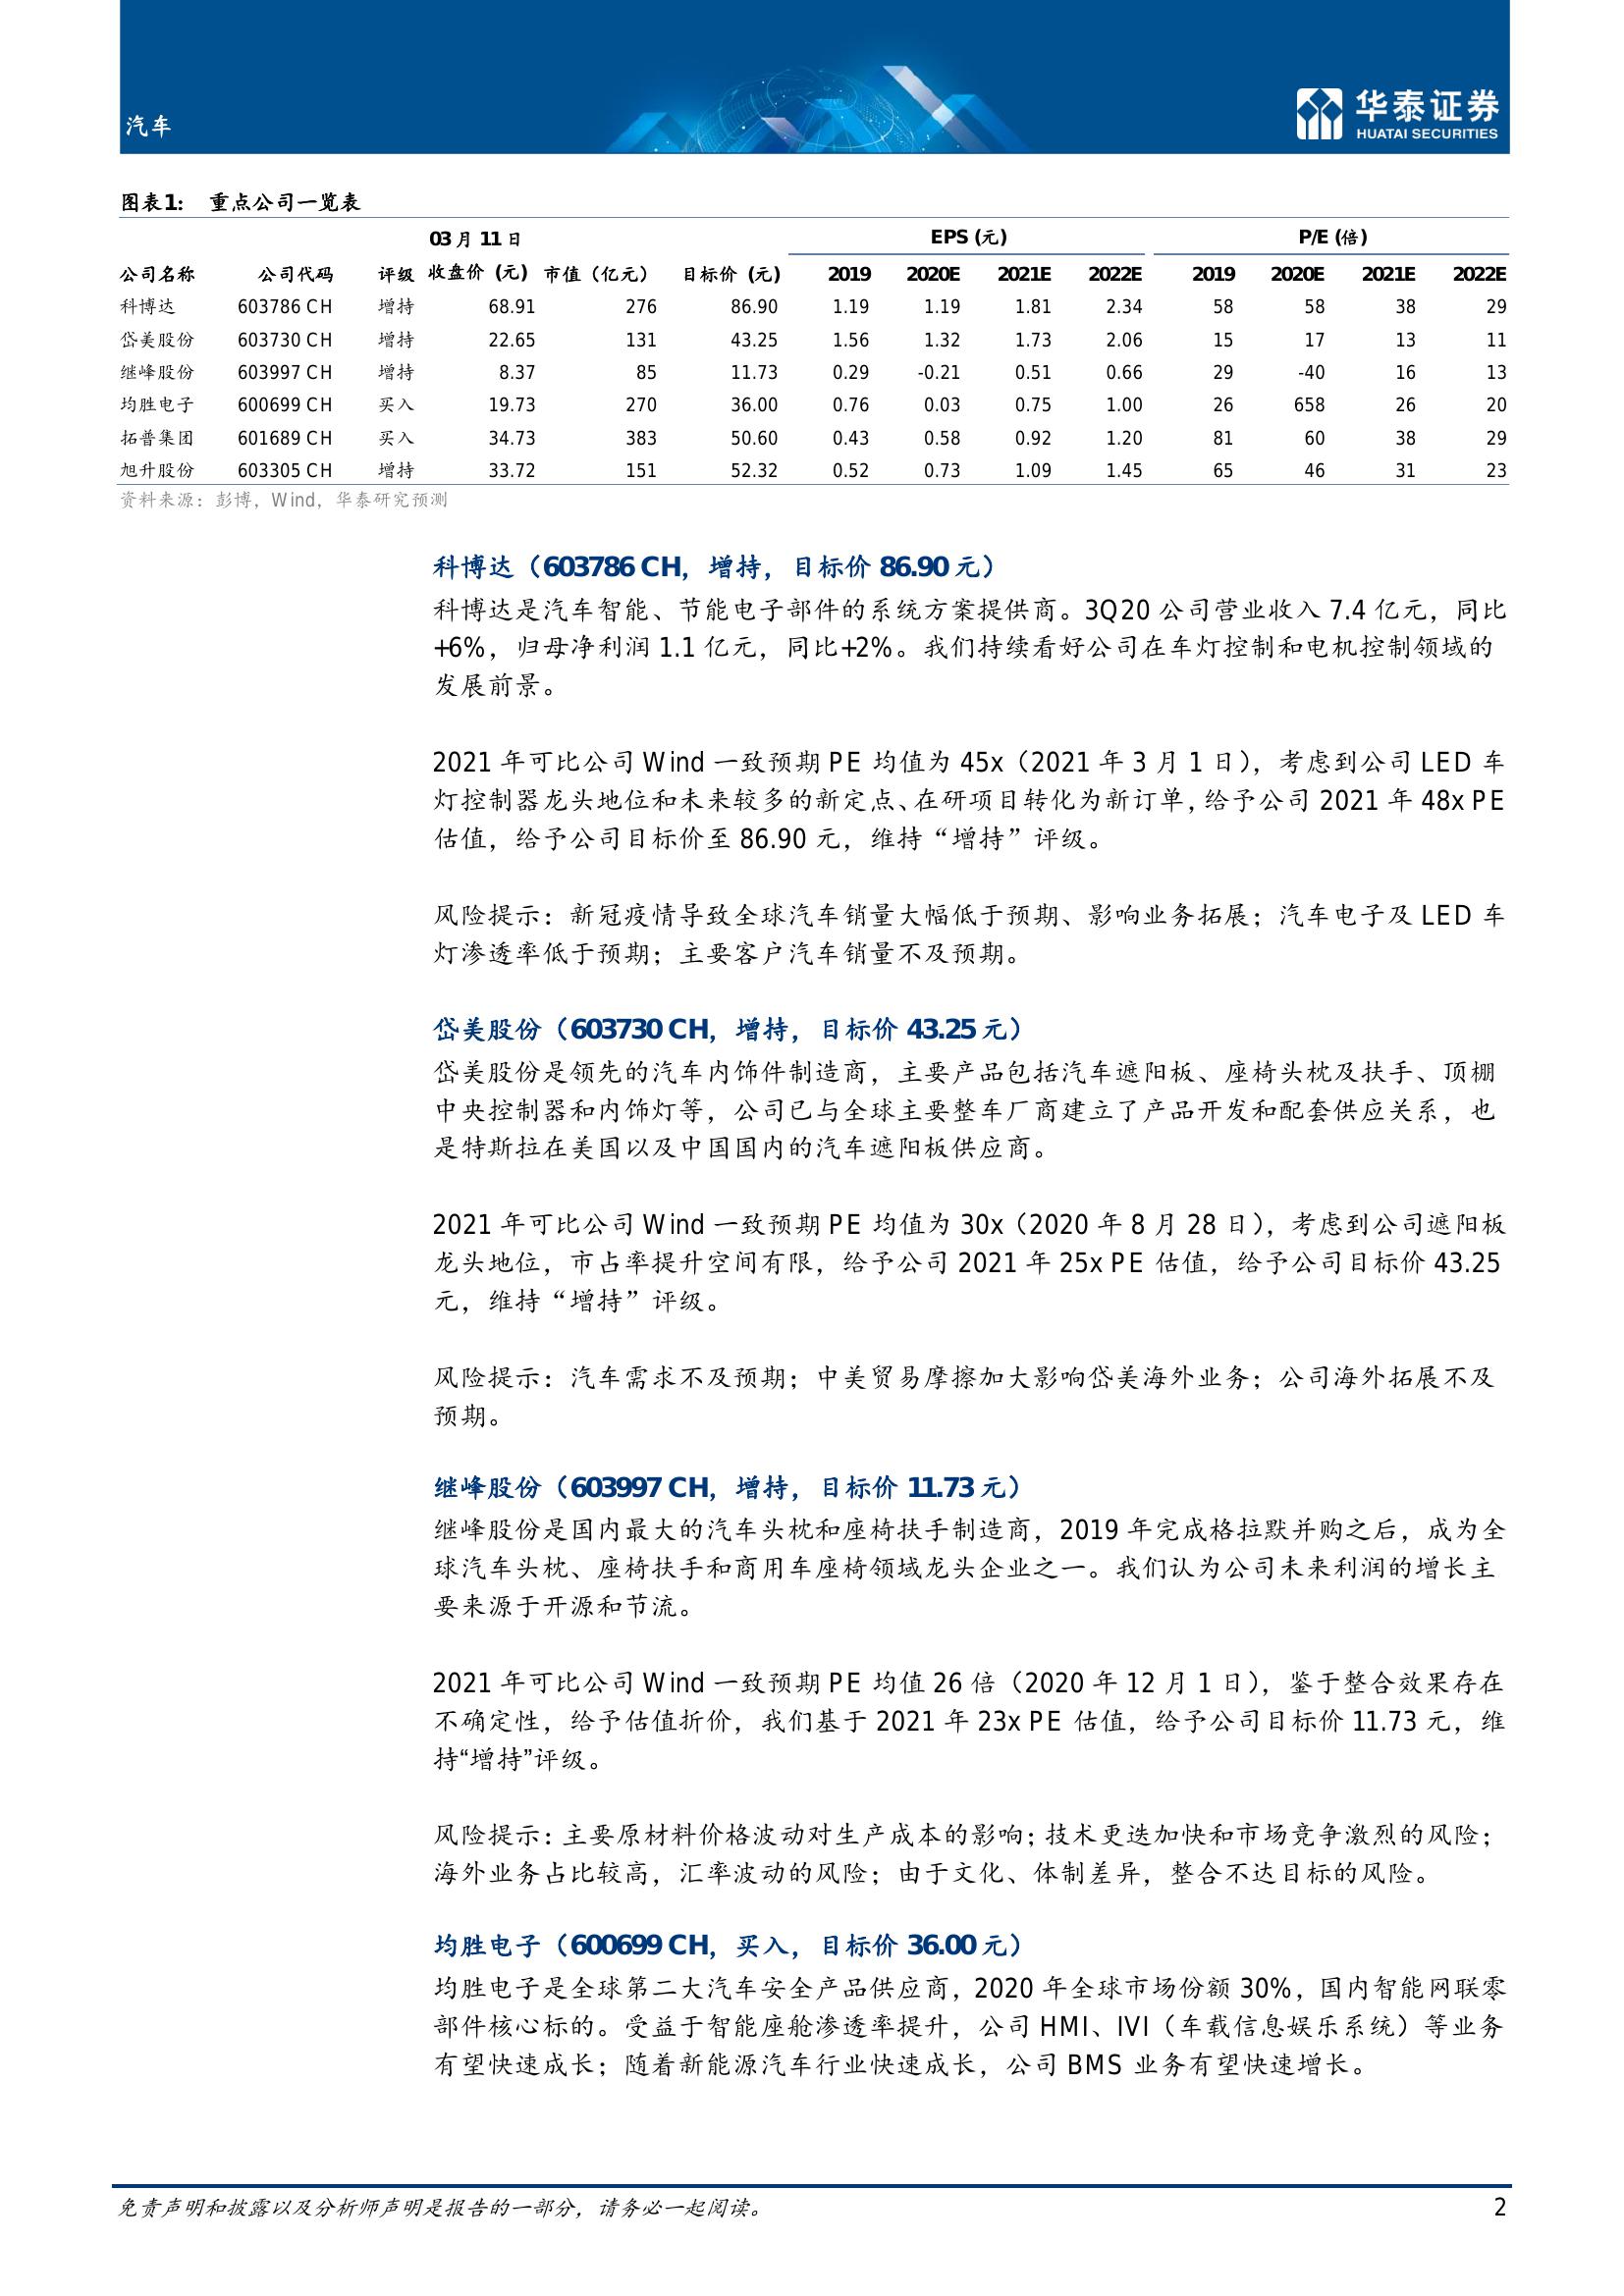 汽车
华泰证券
HUATAI SECURITIES
图表1： 重点公司一览表
03 月 11 日 EPS (元) P/E (倍)
公司名称 公司代码 评级 收盘价 (元) 市值（亿元） 目标价 (元) 2019 2020E 2021E 2022E 2019 2020E 2021E 2022E
科博达 603786 CH 增持 68.91 276 86.90 1.19 1.19 1.81 2.34 58 58 38 29
岱美股份 603730 CH 增持 22.65 131 43.25 1.56 1.32 1.73 2.06 15 17 13 11
继峰股份 603997 CH 增持 8.37 85 11.73 0.29 -0.21 0.51 0.66 29 -40 16 13
均胜电子 600699 CH 买入 19.73 270 36.00 0.76 0.03 0.75 1.00 26 658 26 20
拓普集团 601689 CH 买入 34.73 383 50.60 0.43 0.58 0.92 1.20 81 60 38 29
旭升股份 603305 CH 增持 33.72 151 52.32 0.52 0.73 1.09 1.45 65 46 31 23
资料来源：彭博，Wind，华泰研究预测
科博达（603786 CH，增持，目标价 86.90 元）
科博达是汽车智能、节能电子部件的系统方案提供商。3Q20 公司营业收入 7.4 亿元，同比
+6%，归母净利润 1.1 亿元，同比+2%。我们持续看好公司在车灯控制和电机控制领域的
发展前景。
2021 年可比公司 Wind 一致预期 PE 均值为 45x（2021 年 3 月 1 日），考虑到公司 LED 车
灯控制器龙头地位和未来较多的新定点、在研项目转化为新订单，给予公司 2021 年 48x PE
估值，给予公司目标价至 86.90 元，维持“增持”评级。
风险提示：新冠疫情导致全球汽车销量大幅低于预期、影响业务拓展；汽车电子及 LED 车
灯渗透率低于预期；主要客户汽车销量不及预期。
岱美股份（603730 CH，增持，目标价 43.25 元）
岱美股份是领先的汽车内饰件制造商，主要产品包括汽车遮阳板、座椅头枕及扶手、顶棚
中央控制器和内饰灯等，公司已与全球主要整车厂商建立了产品开发和配套供应关系，也
是特斯拉在美国以及中国国内的汽车遮阳板供应商。
2021 年可比公司 Wind 一致预期 PE 均值为 30x（2020 年 8 月 28 日），考虑到公司遮阳板
龙头地位，市占率提升空间有限，给予公司 2021 年 25x PE 估值，给予公司目标价 43.25
元，维持“增持”评级。
风险提示：汽车需求不及预期；中美贸易摩擦加大影响岱美海外业务；公司海外拓展不及
预期。
继峰股份（603997 CH，增持，目标价 11.73 元）
继峰股份是国内最大的汽车头枕和座椅扶手制造商，2019 年完成格拉默并购之后，成为全
球汽车头枕、座椅扶手和商用车座椅领域龙头企业之一。我们认为公司未来利润的增长主
要来源于开源和节流。
2021 年可比公司 Wind 一致预期 PE 均值 26 倍（2020 年 12 月 1 日），鉴于整合效果存在
不确定性，给予估值折价，我们基于 2021 年 23x PE 估值，给予公司目标价 11.73 元，维
持“增持”评级。
风险提示：主要原材料价格波动对生产成本的影响；技术更迭加快和市场竞争激烈的风险；
海外业务占比较高，汇率波动的风险；由于文化、体制差异，整合不达目标的风险。
均胜电子（600699 CH，买入，目标价 36.00 元）
均胜电子是全球第二大汽车安全产品供应商，2020 年全球市场份额 30%，国内智能网联零
部件核心标的。受益于智能座舱渗透率提升，公司 HMI、IVI（车载信息娱乐系统）等业务
有望快速成长；随着新能源汽车行业快速成长，公司 BMS 业务有望快速增长。
免责声明和披露以及分析师声明是报告的一部分，请务必一起阅读。 2